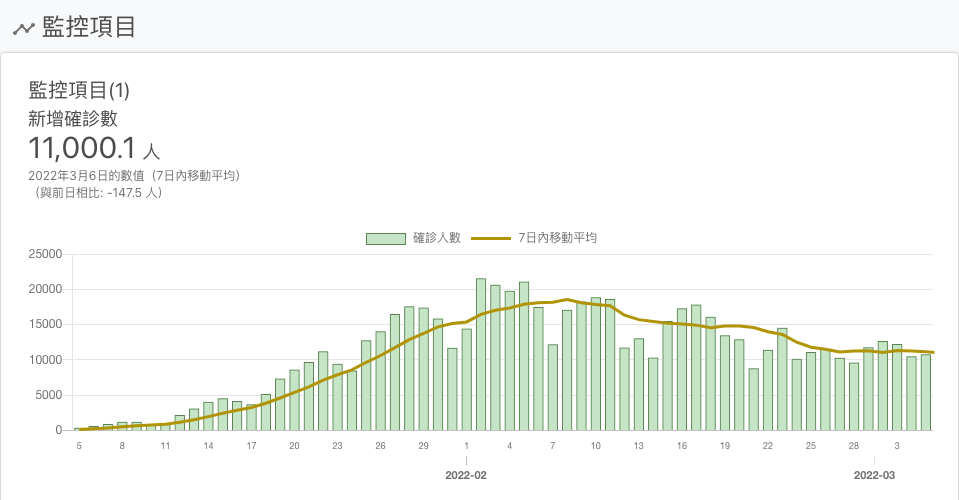 監控項目
監控項目(1)
新增確診數
11,000.1 人
2022年3月6日的數值（7日內移動平均）
（與前日相比: -147.5 人）
確診人數 7日內移動平均
25000
20000
15000
10000
5000
0
5 8 11 14 17 20 23 26 29 1 4 7 10 13 16 19 22 25 28 3
2022-02 2022-03